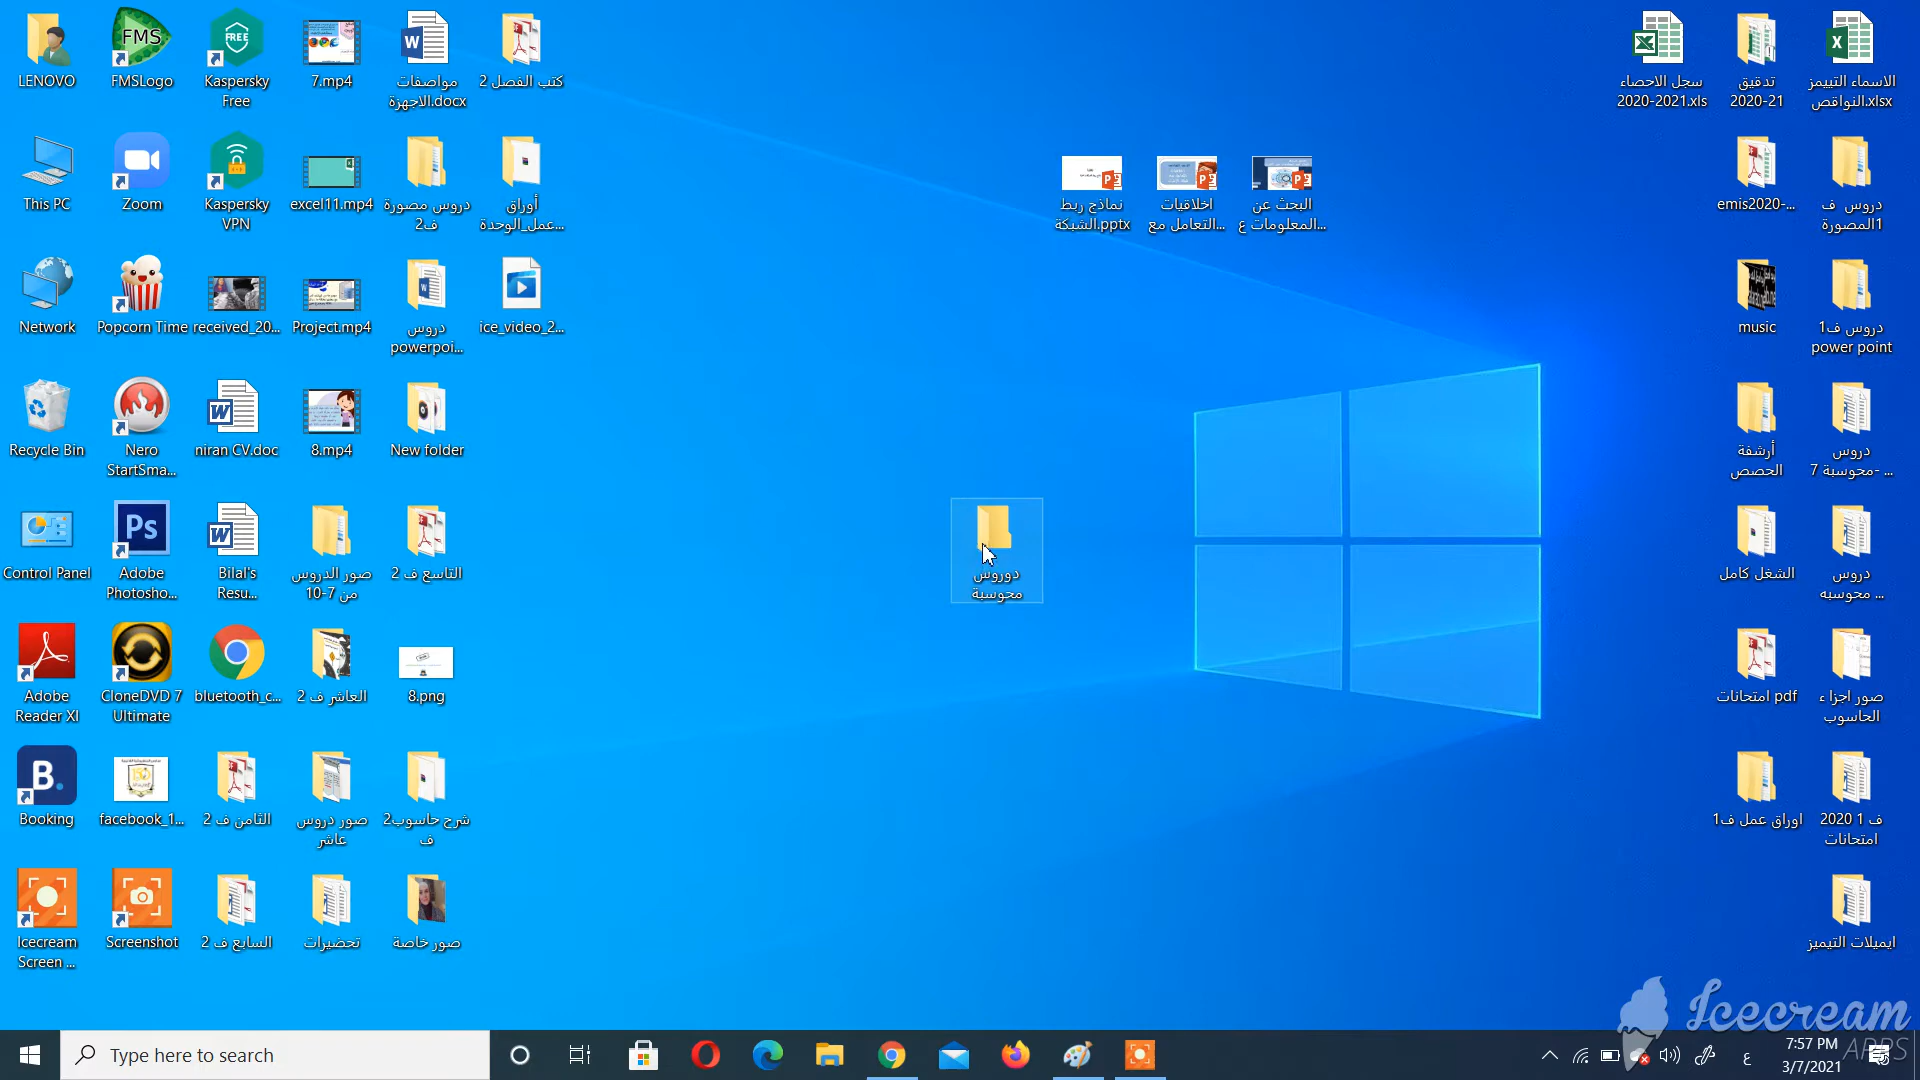 LENOVO
FMSLogo
Kaspersky
Free
7.mp4
مواصفات
الاجهزة.docx
كتب الفصل 2
سجل الاحصاء
2020-2021.xls
تدقيق
2020-21
الاسماء التييمز
النواقص.xlsx
This PC
Zoom
Kaspersky
VPN
excel11.mp4
دروس مصورة
ف2
أوراق
عمل_الوحدة...
نماذج ربط
الشبكة.pptx
اخلاقيات
التعامل مع...
البحث عن
المعلومات ع...
emis2020-...
دروس ف
1المصورة
Network
Popcorn Time
received_20...
Project.mp4
دروس
powerpoi...
ice_video_2...
music
دروس ف1
power point
Recycle Bin
Nero
StartSma...
niran CV.doc
8.mp4
New folder
أرشفة
الحصص
دروس
محوسبة 7- ...
Control Panel
Adobe
Photosho...
Bilal's
Resu...
صور الدروس
من 7-10
التاسع ف 2
دوروس
محوسبة
الشغل كامل
دروس
محوسبه ...
Adobe
Reader XI
CloneDVD 7
Ultimate
bluetooth_c...
العاشر ف 2
8.png
امتحانات pdf
صور اجزاء
الحاسوب
Booking
facebook_1...
الثامن ف 2
صور دروس
عاشر
شرح حاسوب2
ف
اوراق عمل ف1
ف 1 2020
امتحانات
Icecream
Screen ...
Screenshot
السابع ف 2
تحضيرات
صور خاصة
ايميلات التيميز
Icecream
APPS
Type here to search
ع
7:57 PM
3/7/2021